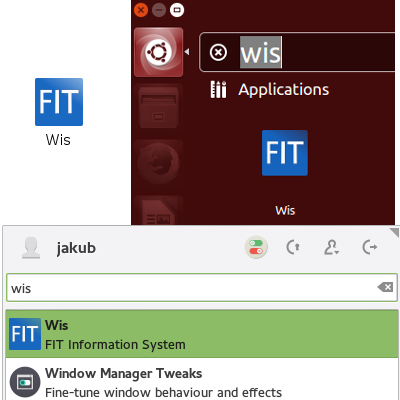 FIT
Wis
wis
Applications
FIT
Wis
jakub
wis
FIT
Wis
FIT Information System
Window Manager Tweaks
Fine-tune window behaviour and effects